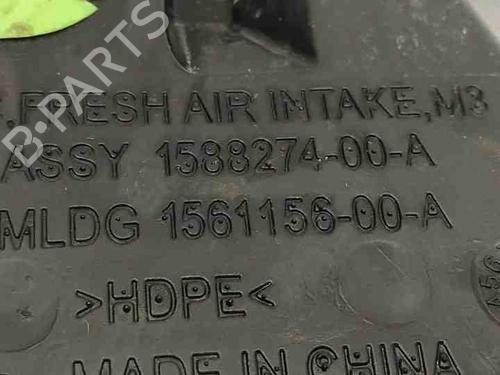 B-PARTS
FRESH AIR INTAKE, M3
ASSY 1588274-00-A
MLDG 1561156-00-A
>HDPE<
MADE IN CHINA